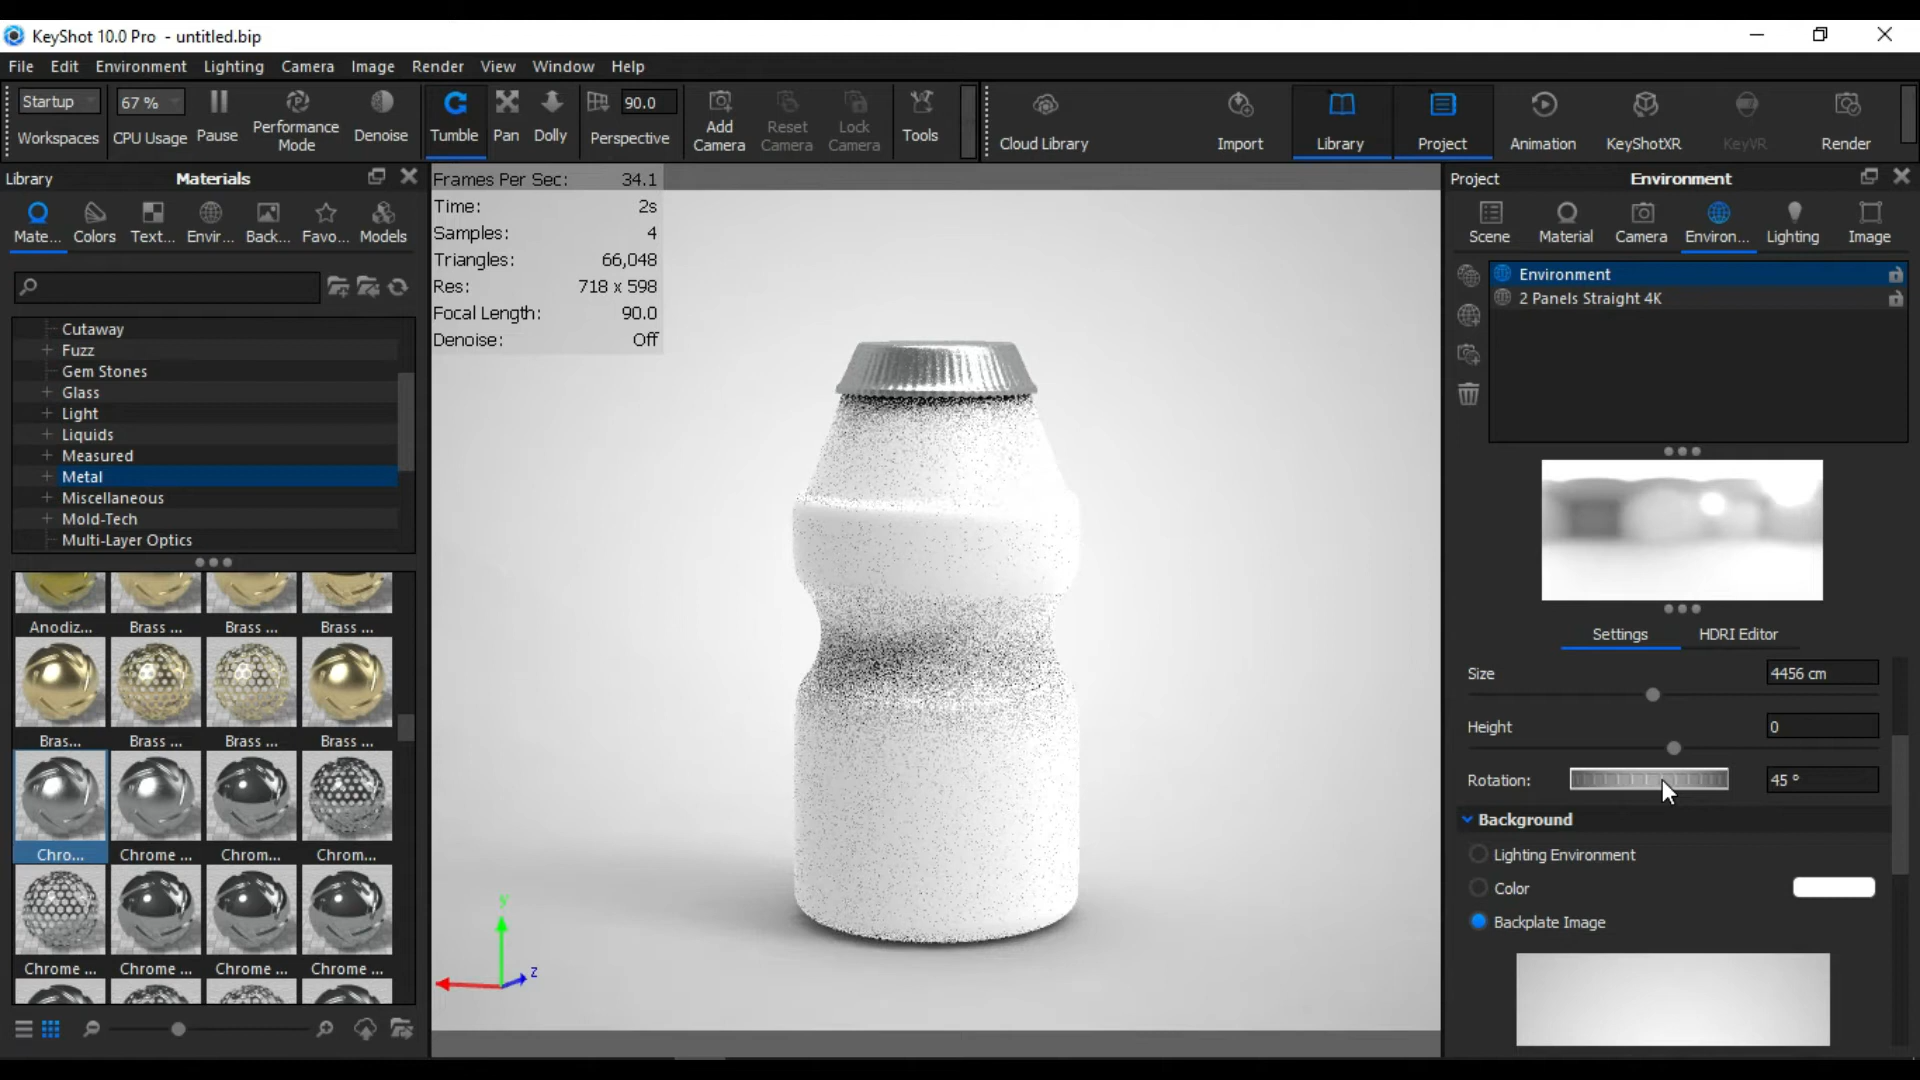 KeyShot 10.0 Pro - untitled.bip
File Edit Environment Lighting Camera Image Render View Window Help
Startup
Workspaces
67 %
CPU Usage
Pause
Performance
Mode
Denoise
Tumble
Pan
Dolly
90.0
Perspective
Add
Camera
Reset
Camera
Lock
Camera
Tools
Cloud Library
Import
Library
Project
Animation
KeyShotXR
KeyVR
Render
Library
Materials
Mate...
Colors
Text...
Envir...
Back...
Favo...
Models
Cutaway
Fuzz
Gem Stones
Glass
Light
Liquids
Measured
Metal
Miscellaneous
Mold-Tech
Multi-Layer Optics
Anodiz... Brass ... Brass ... Brass ...
Bras... Brass ... Brass ... Brass ...
Chro... Chrome ... Chrom... Chrom...
Chrome ... Chrome ... Chrome ... Chrome ...
Frames Per Sec: 34.1
Time: 2s
Samples: 4
Triangles: 66,048
Res: 718 x 598
Focal Length: 90.0
Denoise: Off
y
z
Project
Environment
Scene
Material
Camera
Environ...
Lighting
Image
Environment
2 Panels Straight 4K
Settings
HDRI Editor
Size 4456 cm
Height 0
Rotation: 45 °
Background
Lighting Environment
Color
Backplate Image